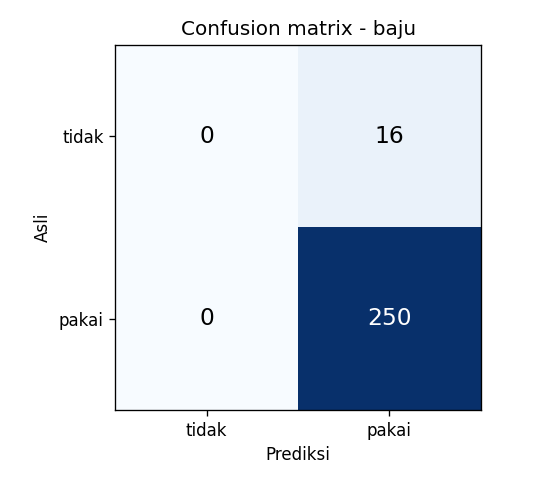 Confusion matrix - baju
tidak
0
16
Asli
pakai
0
250
tidak
pakai
Prediksi